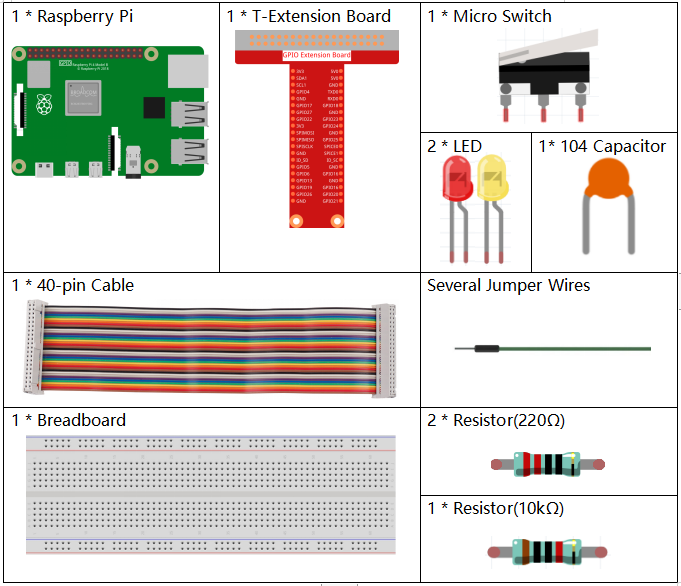 1 * Raspberry Pi
1 * T-Extension Board
1 * Micro Switch
GPIO Extension Board
3V3 5V0
SDA1 5V0
SCL1 GND
GPIO4 TXD0
GND RXD0
GPIO17 GPIO18
GPIO27 GND
GPIO22 GPIO23
3V3 GPIO24
SPIMOSI GND
SPIMISO GPIO25
SPISCLK SPICE0
GND SPICE1
ID_SD ID_SC
GPIO5 GND
GPIO6 GPIO12
GPIO13 GND
GPIO19 GPIO16
GPIO26 GPIO20
GND GPIO21
2 * LED
1* 104 Capacitor
1 * 40-pin Cable
Several Jumper Wires
1 * Breadboard
2 * Resistor(220Ω)
1 * Resistor(10kΩ)